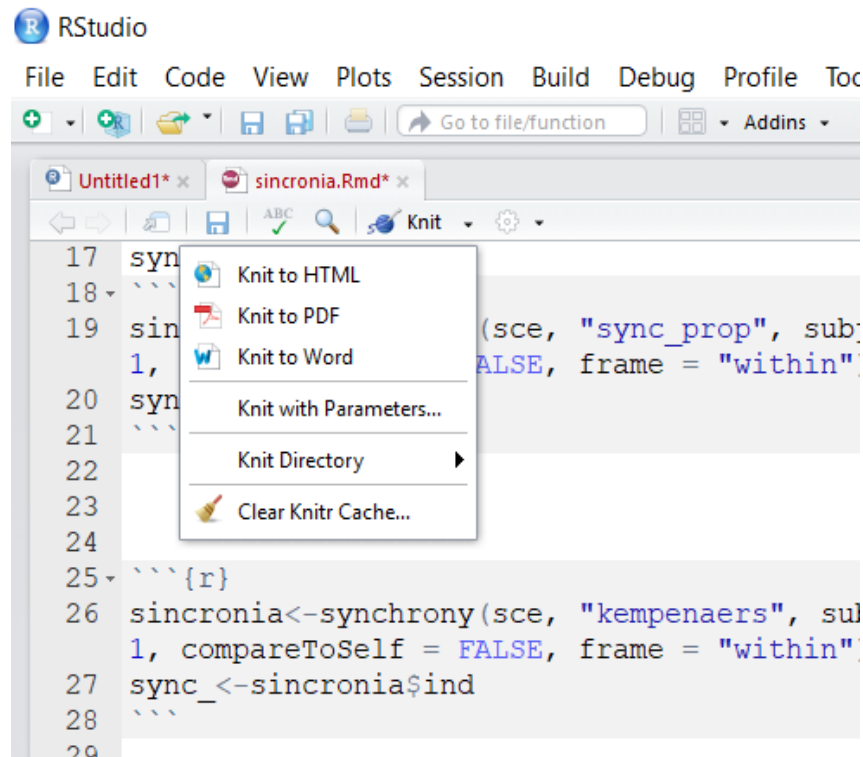 RStudio
File Edit Code View Plots Session Build Debug Profile
Go to file/function Addins
Untitled1* sincronia.Rmd*
ABC Knit
17 syn
Knit to HTML
18 ```
Knit to PDF
19 sin (sce, "sync_prop",
Knit to Word
1, ALSE, frame = "within"
20 syn
Knit with Parameters...
21 ```
Knit Directory
22
23
Clear Knitr Cache...
24
25 ```{r}
26 sincronia<-synchrony(sce, "kempenaers",
1, compareToSelf = FALSE, frame = "within"
27 sync_<-sincronia$ind
28 ```
29